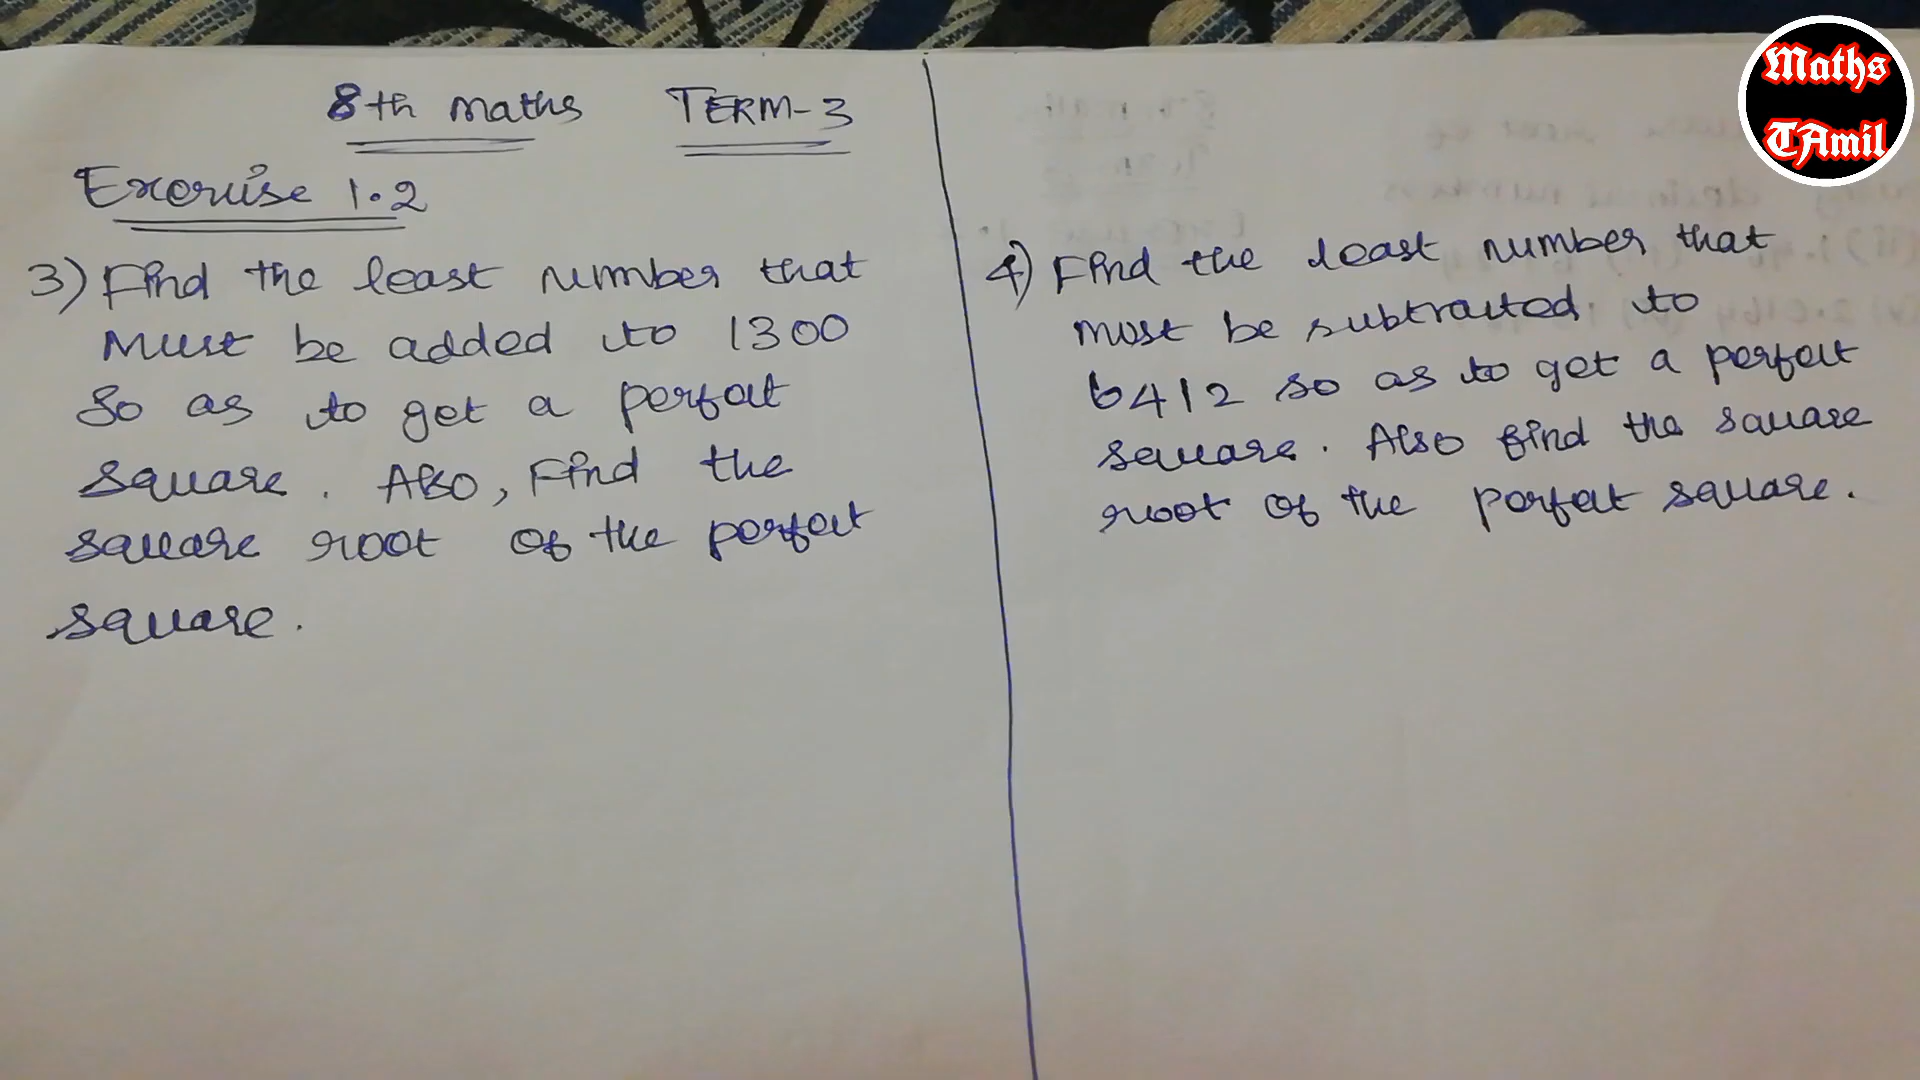 8th maths TERM-3
Exercise 1.2
3) Find the least number that
Must be added to 1300
So as to get a perfect
square. Also, Find the
square root of the perfect
square.
4) Find the least number that
must be subtracted to
6412 so as to get a perfect
square. Also find the square
root of the perfect square.
Maths
TAmil